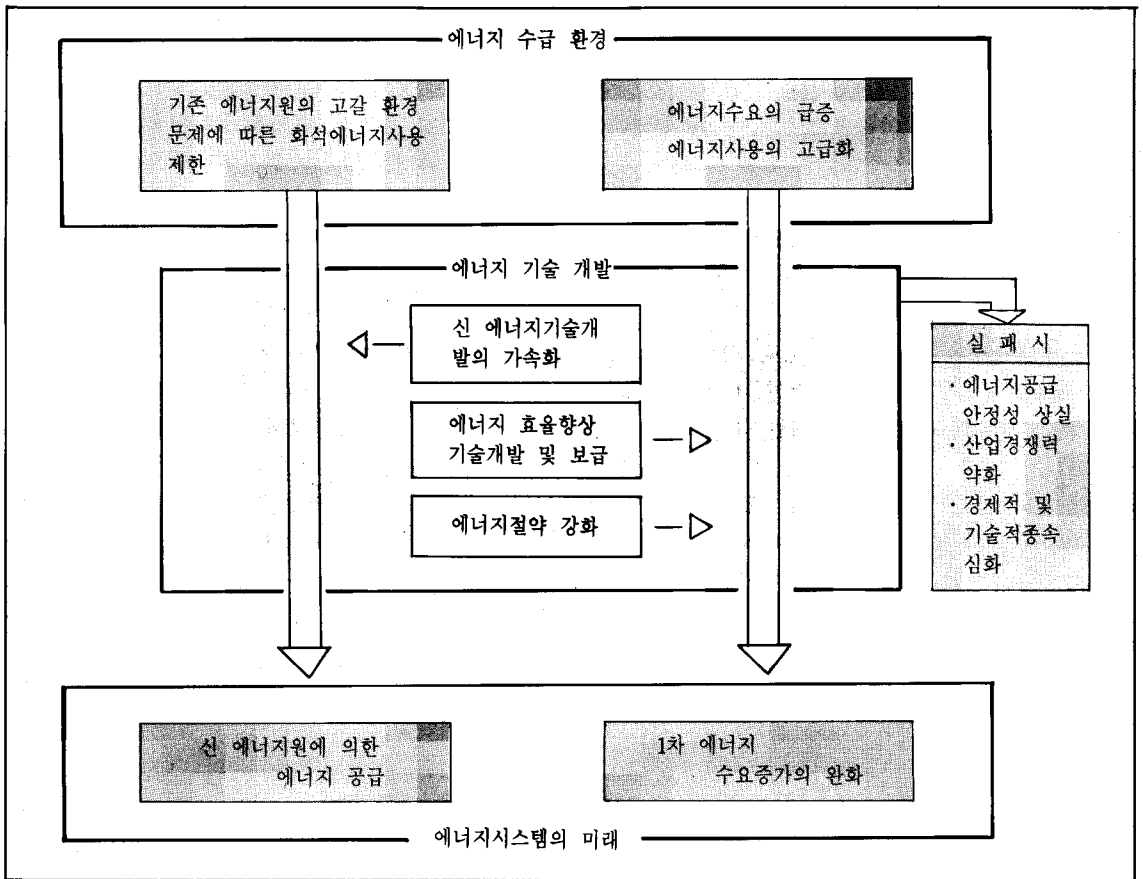 에너지 수급 환경
기존 에너지원의 고갈 환경
문제에 따른 화석에너지사용
제한
에너지수요의 급증
에너지사용의 고급화
에너지 기술 개발
신 에너지기술개
발의 가속화
에너지 효율향상
기술개발 및 보급
에너지절약 강화
실 패 시
· 에너지공급
안정성 상실
· 산업경쟁력
약화
· 경제적 및
기술적종속
심화
신 에너지원에 의한
에너지 공급
1차 에너지
수요증가의 완화
에너지시스템의 미래